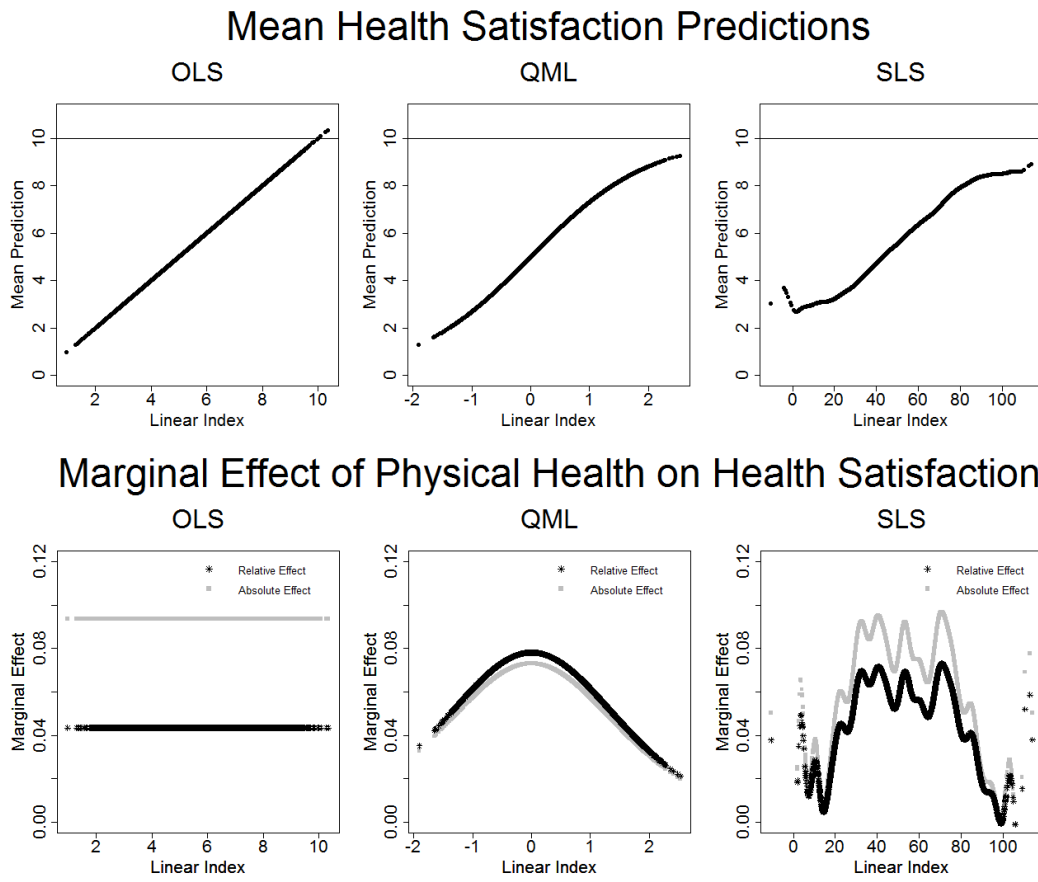 Mean Health Satisfaction Predictions
OLS
QML
SLS
Mean Prediction
0 2 4 6 8 10
2 4 6 8 10
Linear Index
Mean Prediction
0 2 4 6 8 10
-2 -1 0 1 2
Linear Index
Mean Prediction
0 2 4 6 8 10
0 20 40 60 80 100
Linear Index
Marginal Effect of Physical Health on Health Satisfaction
OLS
QML
SLS
Marginal Effect
0.00 0.04 0.08 0.12
Relative Effect
Absolute Effect
2 4 6 8 10
Linear Index
Marginal Effect
0.00 0.04 0.08 0.12
Relative Effect
Absolute Effect
-2 -1 0 1 2
Linear Index
Marginal Effect
0.00 0.04 0.08 0.12
Relative Effect
Absolute Effect
0 20 40 60 80 100
Linear Index